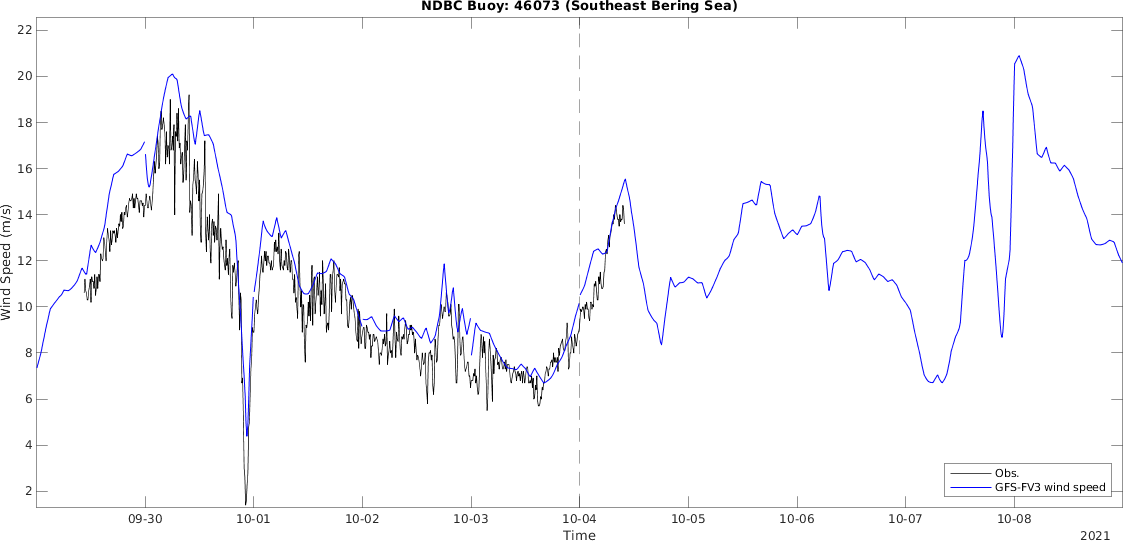 NDBC Buoy: 46073 (Southeast Bering Sea)
22
20
18
16
14
12
10
8
6
4
2
Wind Speed (m/s)
Obs.
GFS-FV3 wind speed
09-30 10-01 10-02 10-03 10-04 10-05 10-06 10-07 10-08
Time
2021